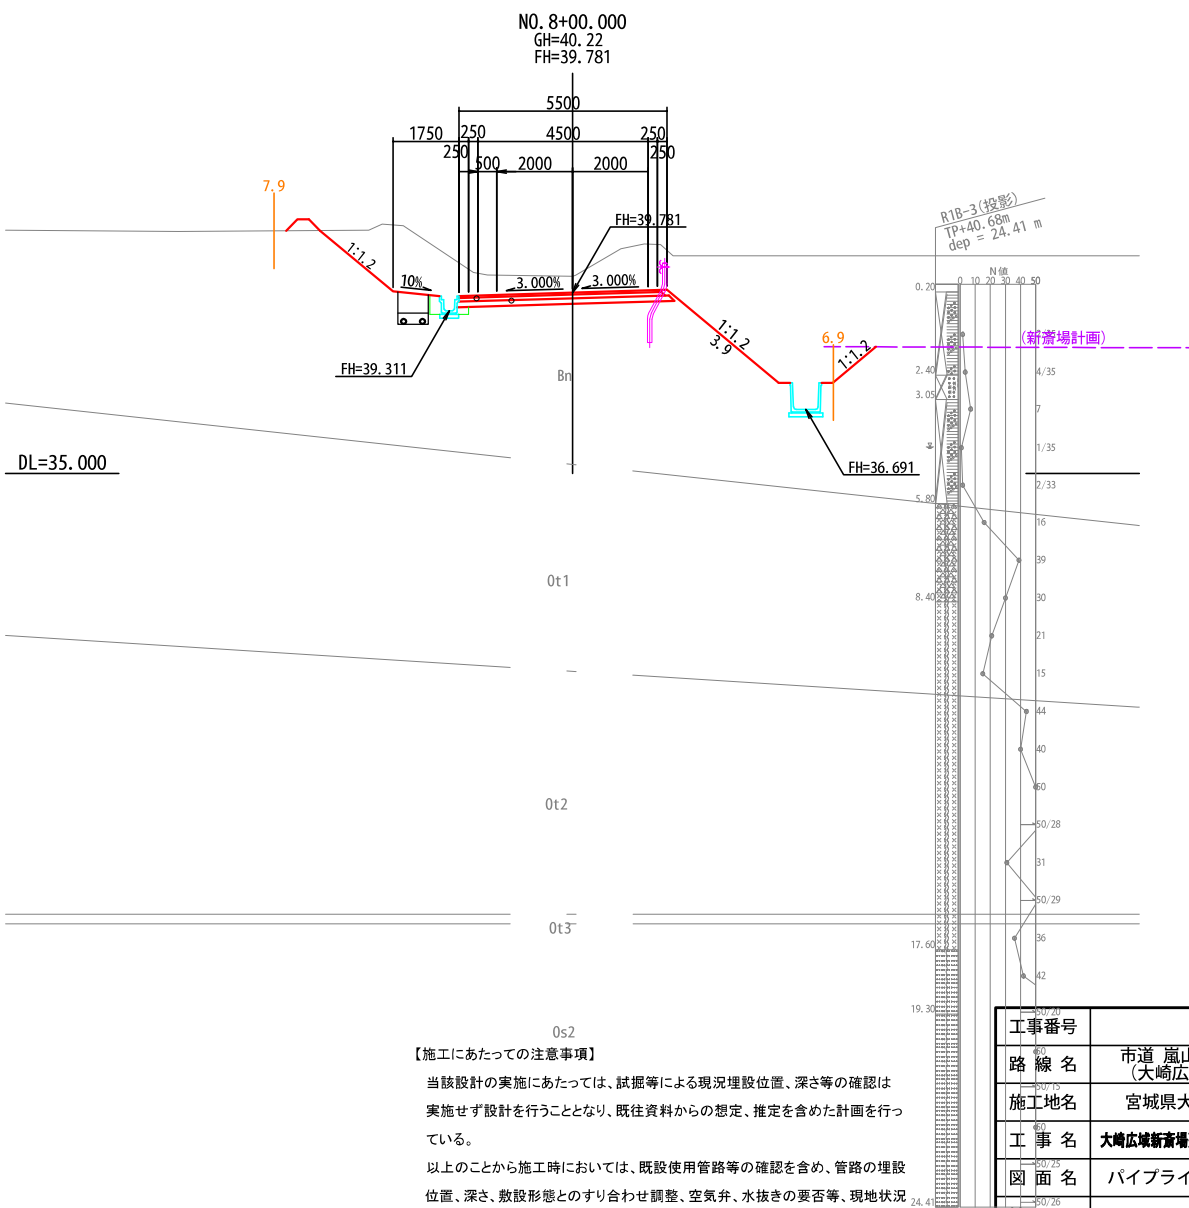 NO.8+00.000
GH=40.22
FH=39.781
5500
1750
250
4500
250
250
500
2000
2000
250
7.9
FH=39.781
1:1.2
10%
3.000%
3.000%
FH=39.311
1:1.2
3.9
6.9
1:1.2
(新斎場計画)
Bn
DL=35.000
FH=36.691
R1B-3(投影)
TP+40.68m
dep = 24.41 m
N値
0 10 20 30 40 50
0.20
2.40
4/35
3.05
7
1/35
2/33
5.80
16
39
8.40
30
21
15
44
40
60
50/28
31
50/29
36
17.60
42
19.30
50/20
60
50/15
60
50/25
24.41
50/26
Ot1
Ot2
Ot3
Os2
【施工にあたっての注意事項】
当該設計の実施にあたっては、試掘等による現況埋設位置、深さ等の確認は
実施せず設計を行うこととなり、既往資料からの想定、推定を含めた計画を行っ
ている。
以上のことから施工時においては、既設使用管路等の確認を含め、管路の埋設
位置、深さ、敷設形態とのすり合わせ調整、空気弁、水抜きの要否等、現地状況
工事番号
路線名 市道 嵐山
(大崎広
施工地名 宮城県大
工事名 大崎広域新斎場
図面名 パイプライ